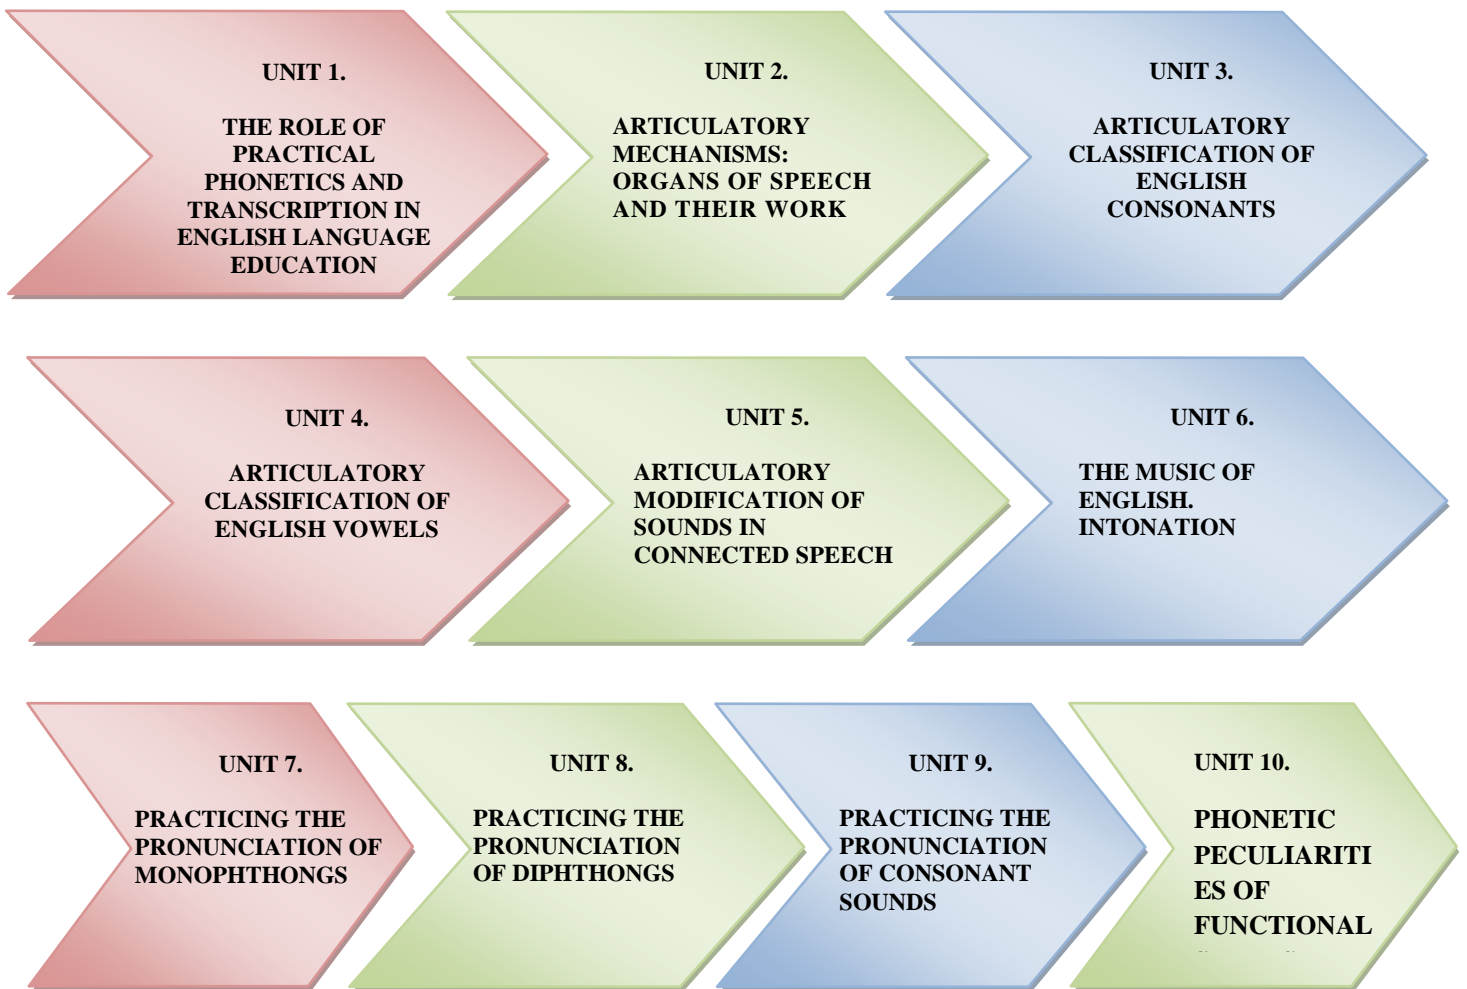 UNIT 1.
THE ROLE OF
PRACTICAL
PHONETICS AND
TRANSCRIPTION IN
ENGLISH LANGUAGE
EDUCATION
UNIT 2.
ARTICULATORY
MECHANISMS:
ORGANS OF SPEECH
AND THEIR WORK
UNIT 3.
ARTICULATORY
CLASSIFICATION OF
ENGLISH
CONSONANTS
UNIT 4.
ARTICULATORY
CLASSIFICATION OF
ENGLISH VOWELS
UNIT 5.
ARTICULATORY
MODIFICATION OF
SOUNDS IN
CONNECTED SPEECH
UNIT 6.
THE MUSIC OF
ENGLISH.
INTONATION
UNIT 7.
PRACTICING THE
PRONUNCIATION OF
MONOPHTHONGS
UNIT 8.
PRACTICING THE
PRONUNCIATION
OF DIPHTHONGS
UNIT 9.
PRACTICING THE
PRONUNCIATION
OF CONSONANT
SOUNDS
UNIT 10.
PHONETIC
PECULIARITI
ES OF
FUNCTIONAL